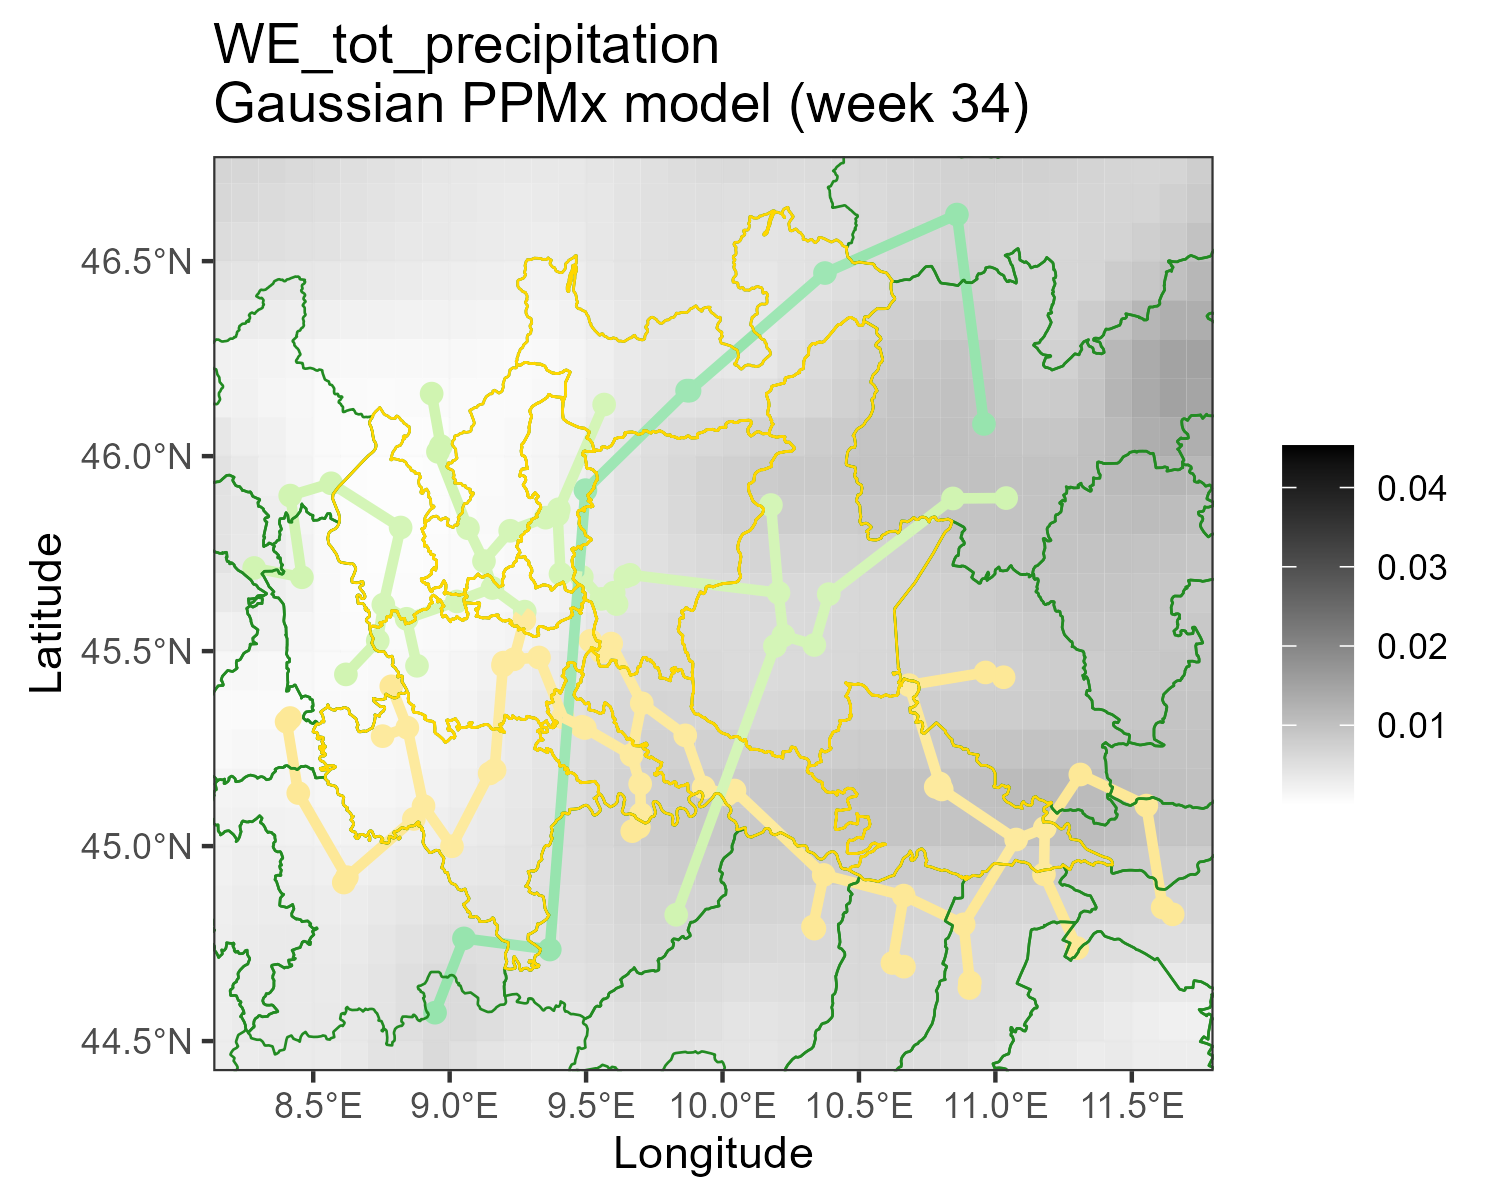 WE_tot_precipitation
Gaussian PPMx model (week 34)
Latitude
46.5°N
46.0°N
45.5°N
45.0°N
44.5°N
8.5°E 9.0°E 9.5°E 10.0°E 10.5°E 11.0°E 11.5°E
Longitude
0.04
0.03
0.02
0.01